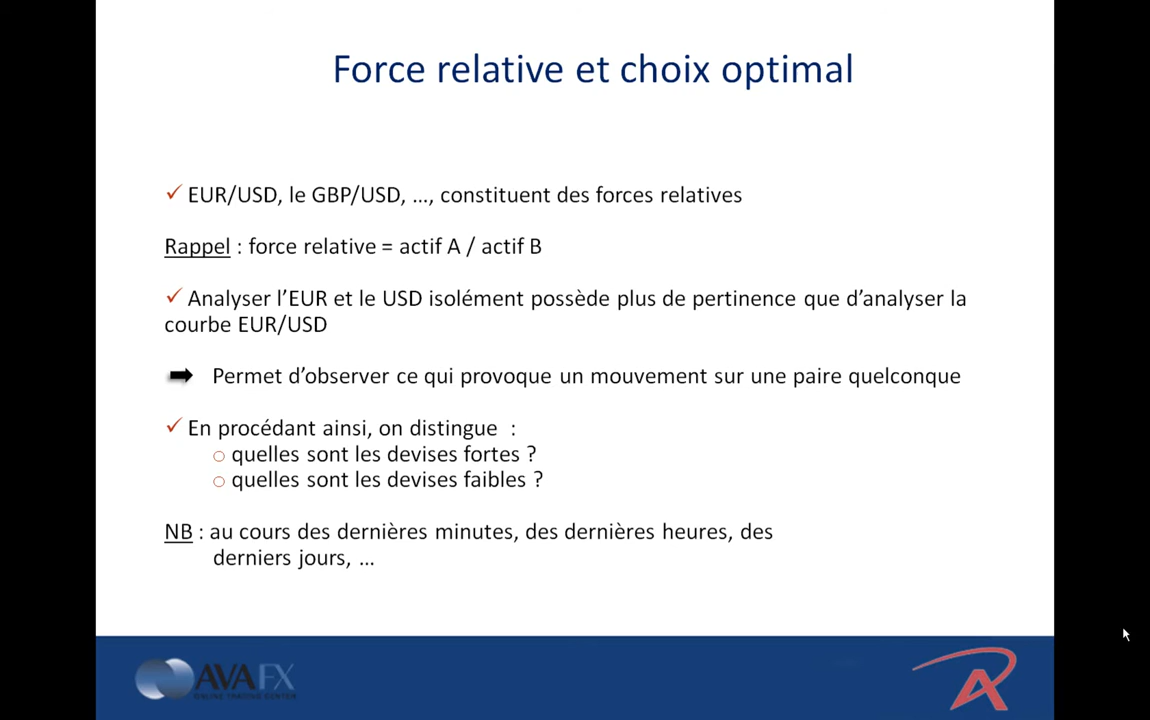 Force relative et choix optimal
✓ EUR/USD, le GBP/USD, ..., constituent des forces relatives
Rappel : force relative = actif A / actif B
✓ Analyser l’EUR et le USD isolément possède plus de pertinence que d’analyser la
courbe EUR/USD
➡ Permet d’observer ce qui provoque un mouvement sur une paire quelconque
✓ En procédant ainsi, on distingue :
○ quelles sont les devises fortes ?
○ quelles sont les devises faibles ?
NB : au cours des dernières minutes, des dernières heures, des
derniers jours, ...
AVAFX
ONLINE TRADING CENTER